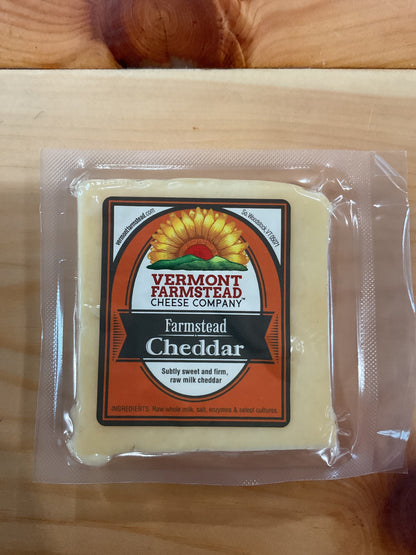 vermontfarmstead.com
So. Woodstock, VT 05071
VERMONT
FARMSTEAD
CHEESE COMPANY™
Farmstead
Cheddar
Subtly sweet and firm,
raw milk cheddar
INGREDIENTS: Raw whole milk, salt, enzymes & select cultures